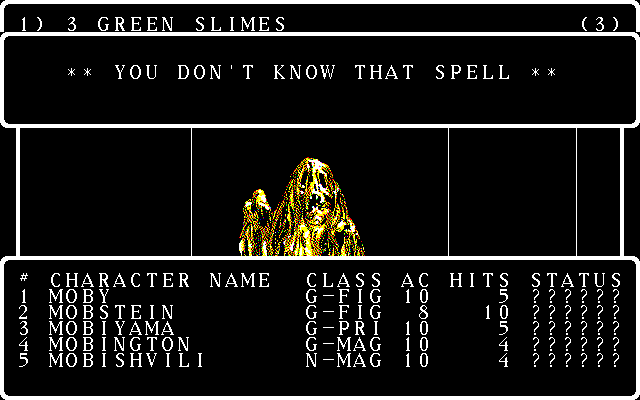 1) 3 GREEN SLIMES (3)
** YOU DON'T KNOW THAT SPELL **
# CHARACTER NAME CLASS AC HITS STATUS
1 MOBY G-FIG 10 5 ??????
2 MOBSTEIN G-FIG 8 10 ??????
3 MOBIYAMA G-PRI 10 5 ??????
4 MOBINGTON G-MAG 10 4 ??????
5 MOBISHVILI N-MAG 10 4 ??????